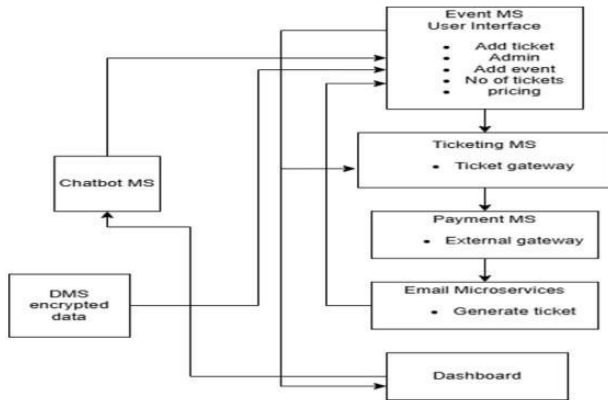 Event MS
User Interface
• Add ticket
• Admin
• Add event
• No of tickets
• pricing
Ticketing MS
• Ticket gateway
Chatbot MS
Payment MS
• External gateway
DMS
encrypted
data
Email Microservices
• Generate ticket
Dashboard